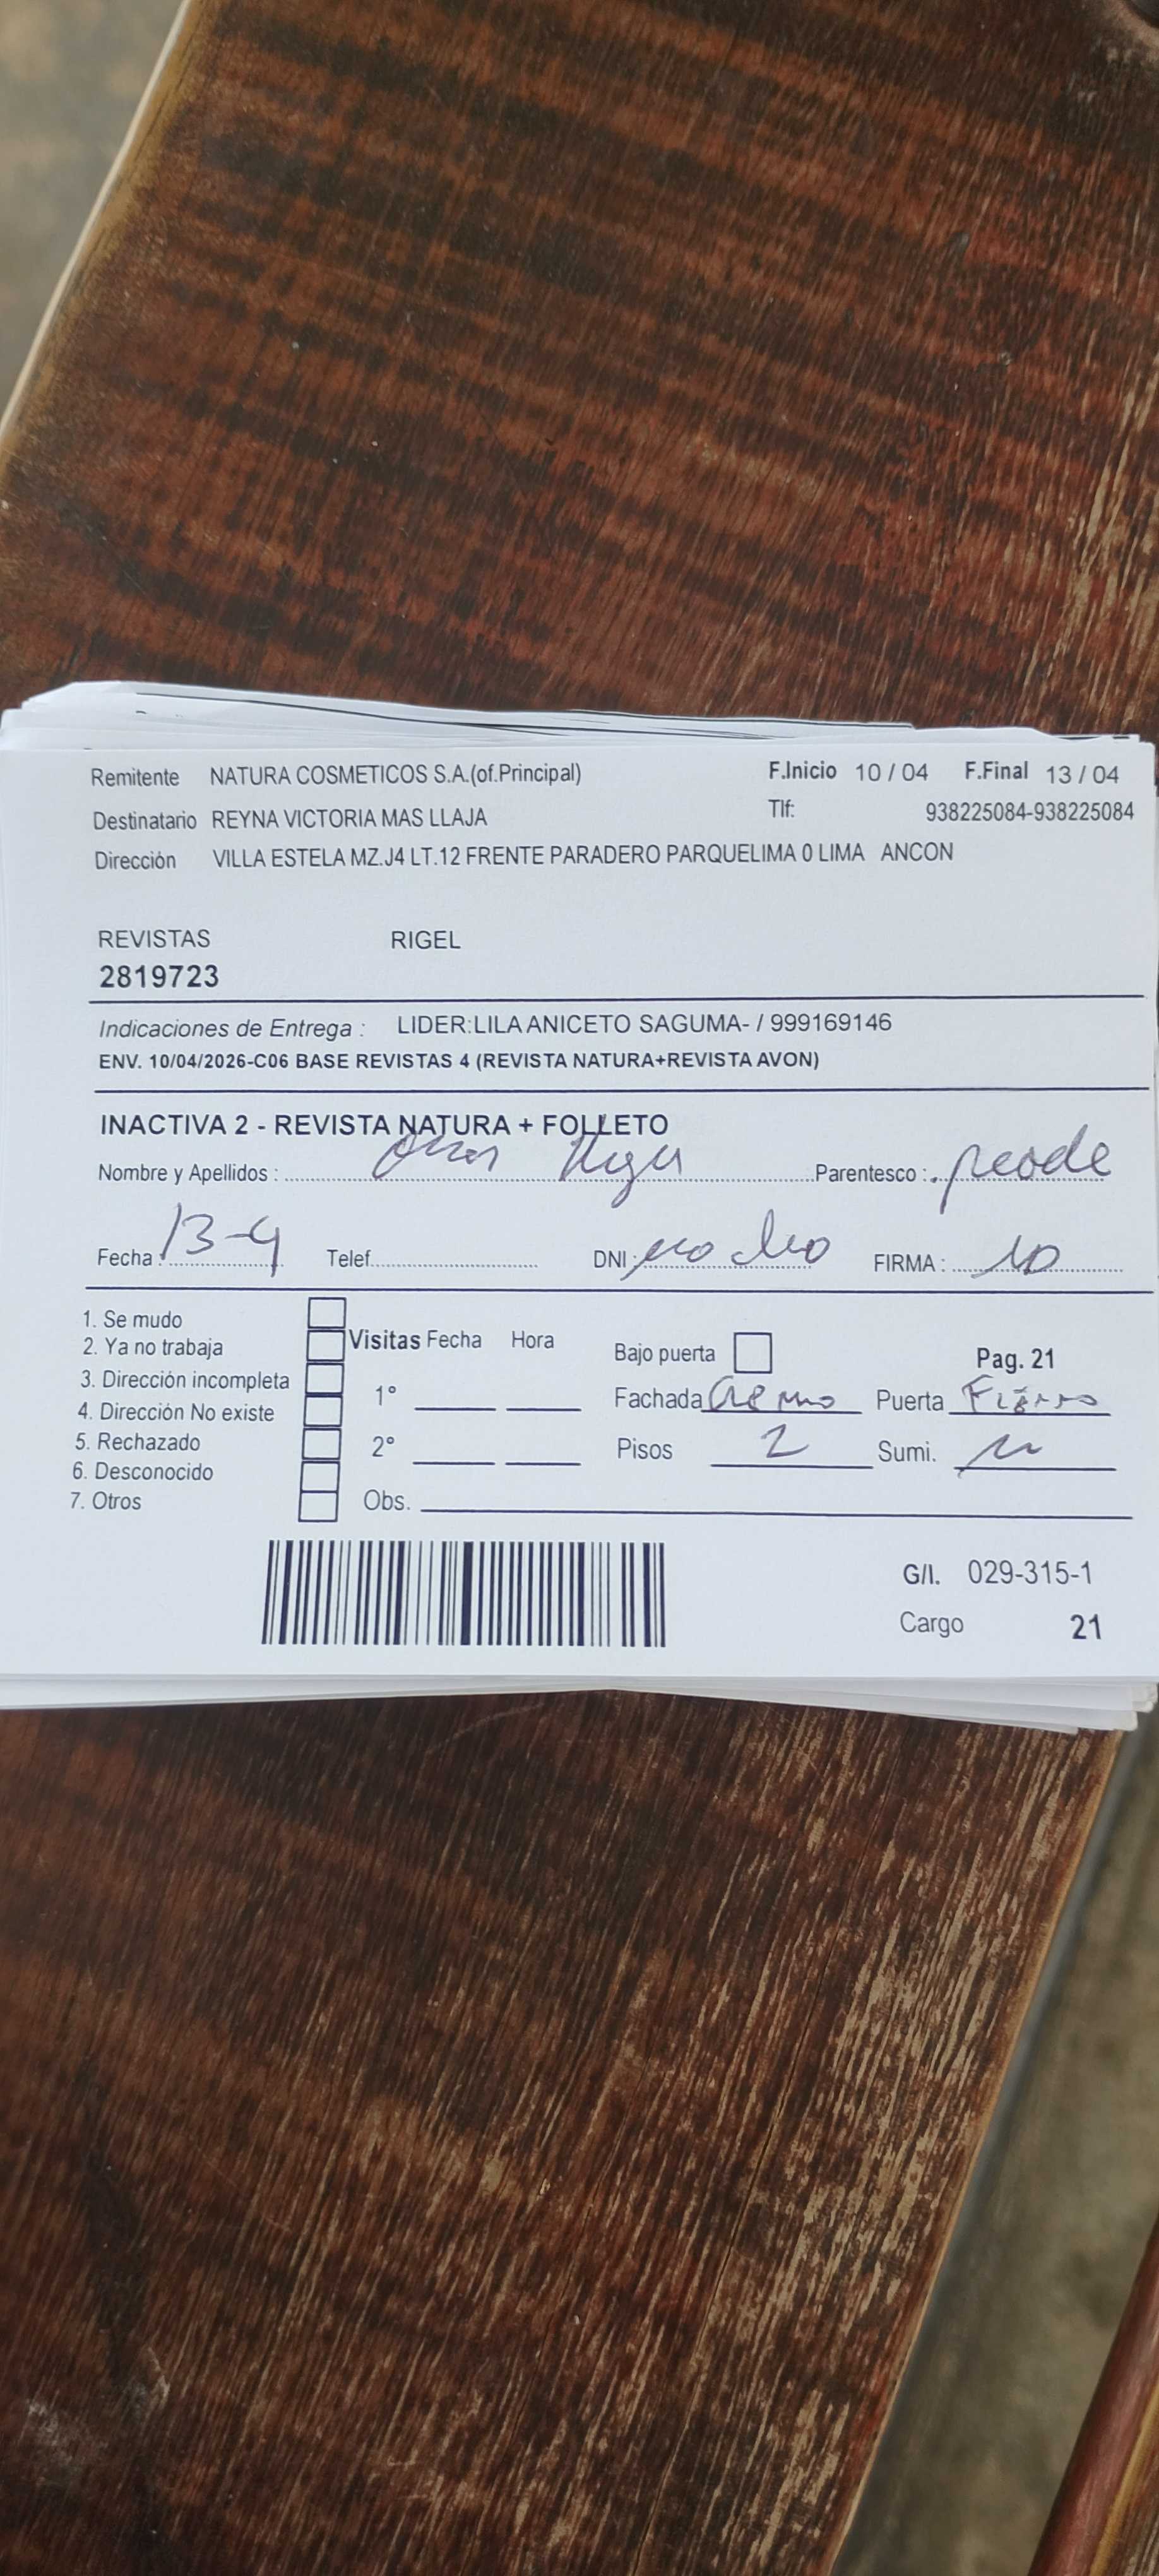 Remitente NATURA COSMETICOS S.A.(of.Principal) F.Inicio 10 / 04 F.Final 13 / 04
Destinatario REYNA VICTORIA MAS LLAJA Tlf: 938225084-938225084
Dirección VILLA ESTELA MZ.J4 LT.12 FRENTE PARADERO PARQUELIMA 0 LIMA ANCON
REVISTAS RIGEL
2819723
Indicaciones de Entrega : LIDER:LILA ANICETO SAGUMA- / 999169146
ENV. 10/04/2026-C06 BASE REVISTAS 4 (REVISTA NATURA+REVISTA AVON)
INACTIVA 2 - REVISTA NATURA + FOLLETO
Nombre y Apellidos : Parentesco :
Fecha : 13-4 Telef. DNI : FIRMA :
1. Se mudo
2. Ya no trabaja Visitas Fecha Hora Bajo puerta Pag. 21
3. Dirección incompleta
4. Dirección No existe 1° Fachada Puerta Fierro
5. Rechazado 2° Pisos 2 Sumi.
6. Desconocido
7. Otros Obs.
G/I. 029-315-1
Cargo 21